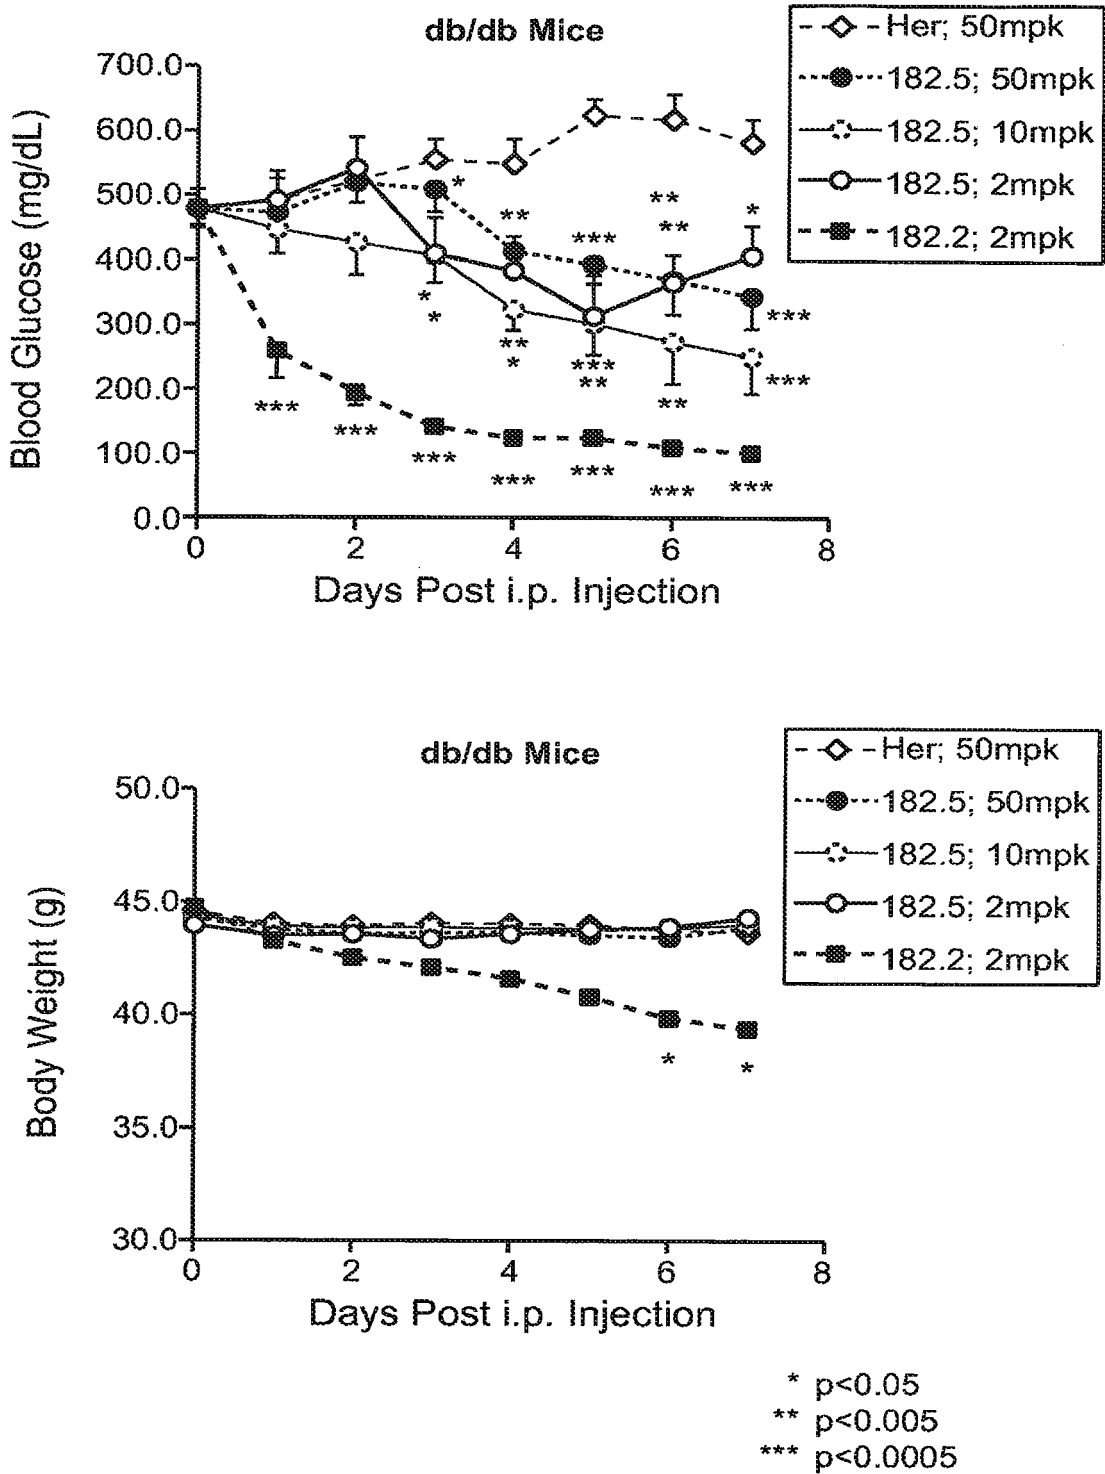 db/db Mice
Her; 50mpk
182.5; 50mpk
182.5; 10mpk
182.5; 2mpk
182.2; 2mpk
Blood Glucose (mg/dL)
700.0
600.0
500.0
400.0
300.0
200.0
100.0
0.0
*
**
***
**
**
*
*
*
**
*
***
**
**
***
***
***
***
***
***
***
***
***
0 2 4 6 8
Days Post i.p. Injection
db/db Mice
Her; 50mpk
182.5; 50mpk
182.5; 10mpk
182.5; 2mpk
182.2; 2mpk
Body Weight (g)
50.0
45.0
40.0
35.0
30.0
*
*
0 2 4 6 8
Days Post i.p. Injection
* p<0.05
** p<0.005
*** p<0.0005